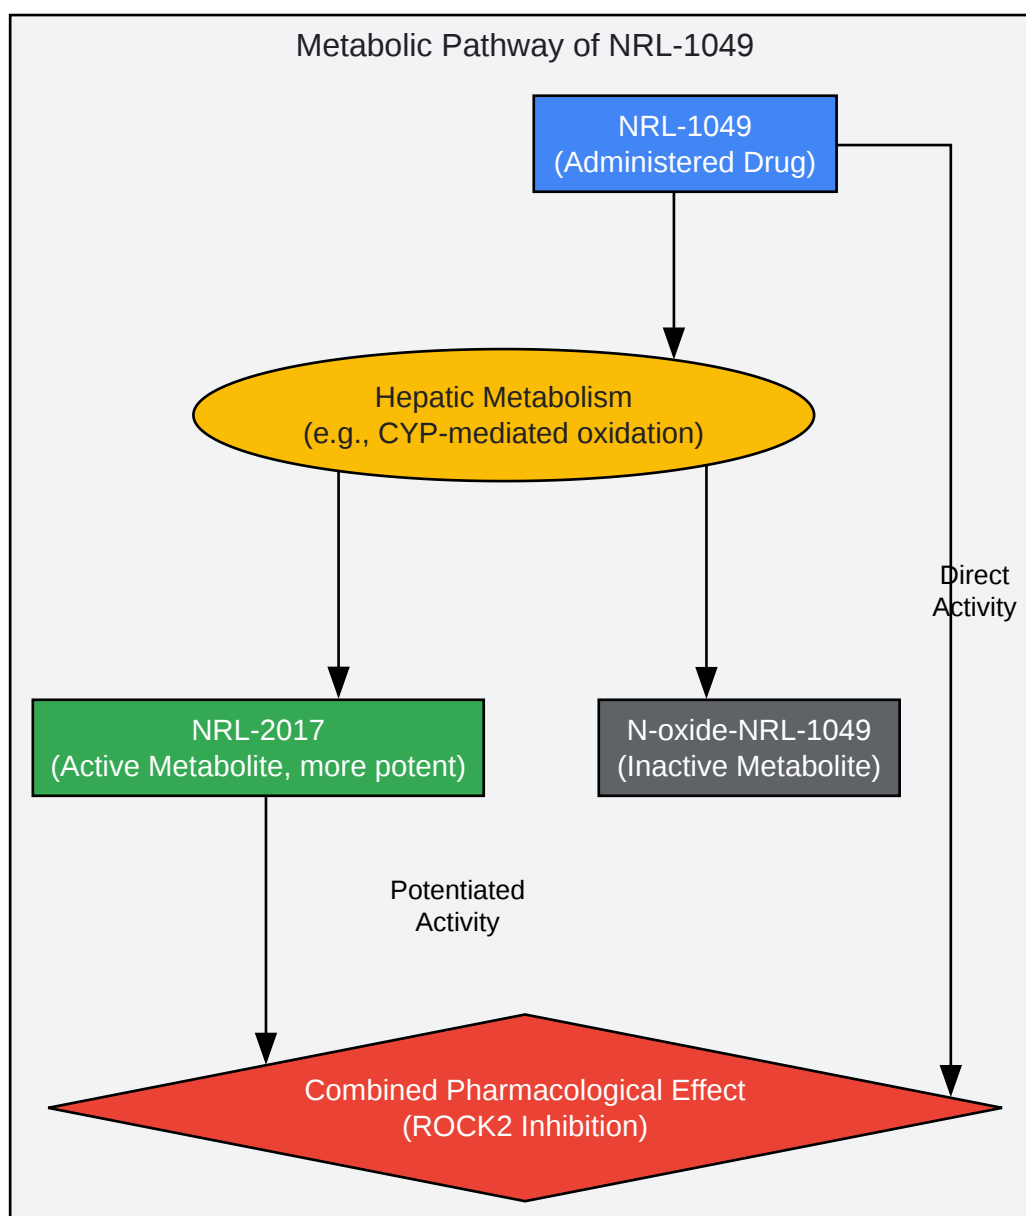 Metabolic Pathway of NRL-1049
NRL-1049
(Administered Drug)
Hepatic Metabolism
(e.g., CYP-mediated oxidation)
Direct
Activity
NRL-2017
(Active Metabolite, more potent)
N-oxide-NRL-1049
(Inactive Metabolite)
Potentiated
Activity
Combined Pharmacological Effect
(ROCK2 Inhibition)